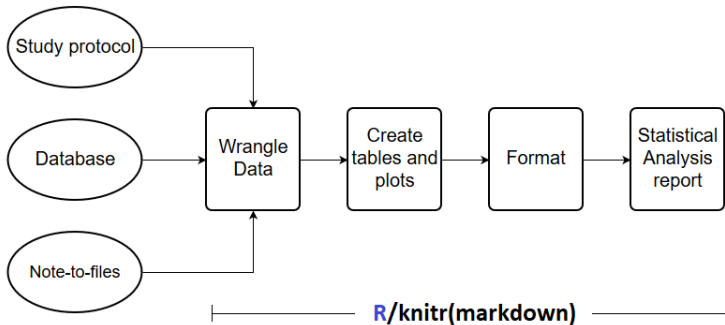 Study protocol
Database
Note-to-files
Wrangle
Data
Create
tables and
plots
Format
Statistical
Analysis
report
R/knitr(markdown)